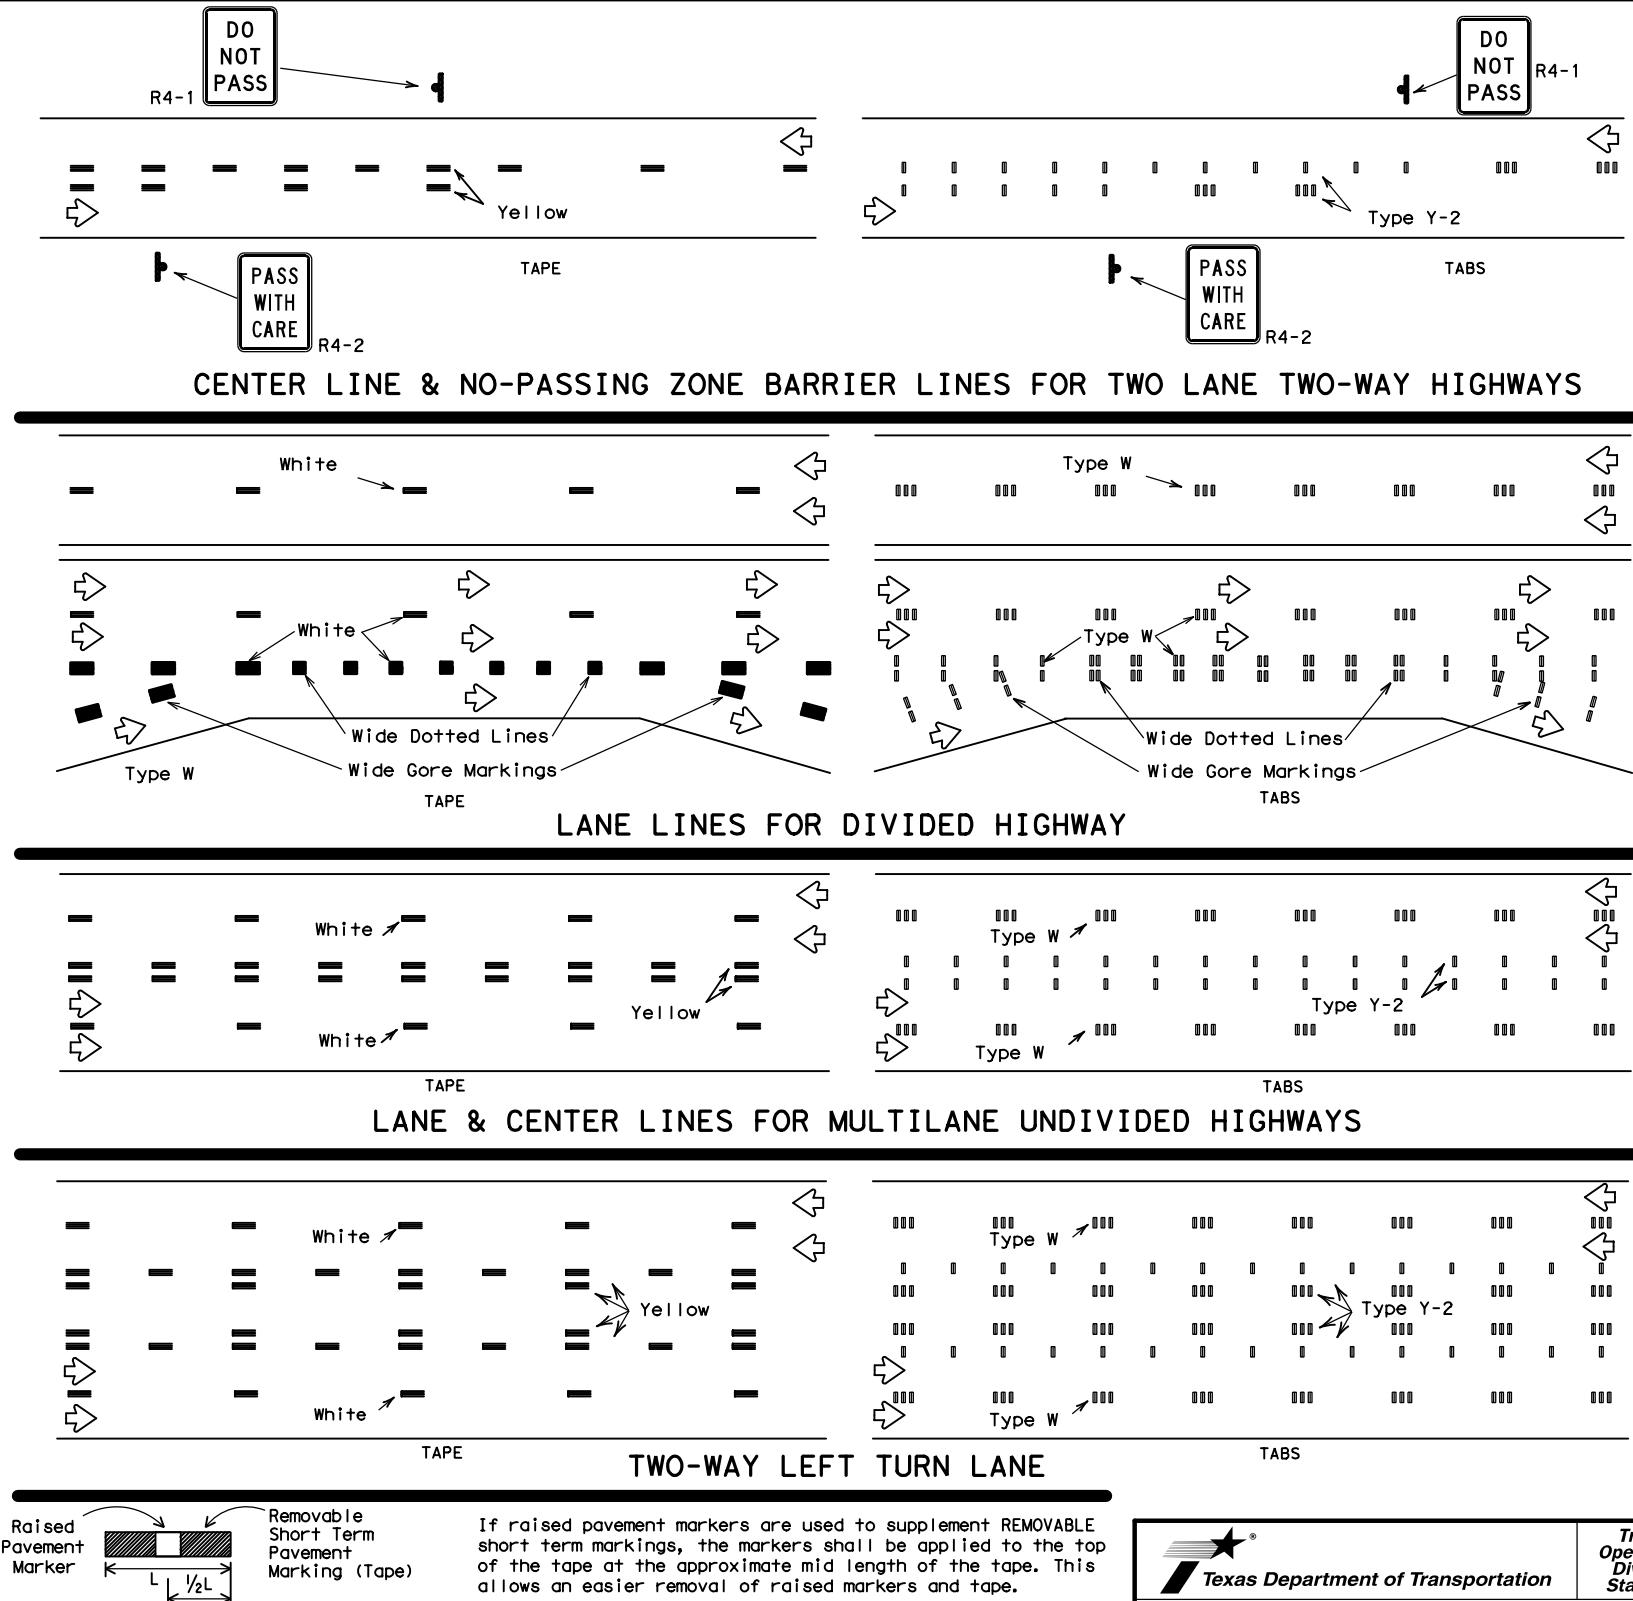 DO
NOT
PASS
R4-1
DO
NOT
PASS
R4-1
Yellow
Type Y-2
PASS
WITH
CARE
R4-2
TAPE
PASS
WITH
CARE
R4-2
TABS
CENTER LINE & NO-PASSING ZONE BARRIER LINES FOR TWO LANE TWO-WAY HIGHWAYS
White
Type W
White
Type W
Wide Dotted Lines
Wide Gore Markings
Type W
TAPE
Wide Dotted Lines
Wide Gore Markings
TABS
LANE LINES FOR DIVIDED HIGHWAY
White
Type W
Yellow
Type Y-2
White
Type W
TAPE
TABS
LANE & CENTER LINES FOR MULTILANE UNDIVIDED HIGHWAYS
White
Type W
Yellow
Type Y-2
White
Type W
TAPE
TABS
TWO-WAY LEFT TURN LANE
Raised
Pavement
Marker
L
½L
Removable
Short Term
Pavement
Marking (Tape)
If raised pavement markers are used to supplement REMOVABLE
short term markings, the markers shall be applied to the top
of the tape at the approximate mid length of the tape. This
allows an easier removal of raised markers and tape.
®
Texas Department of Transportation